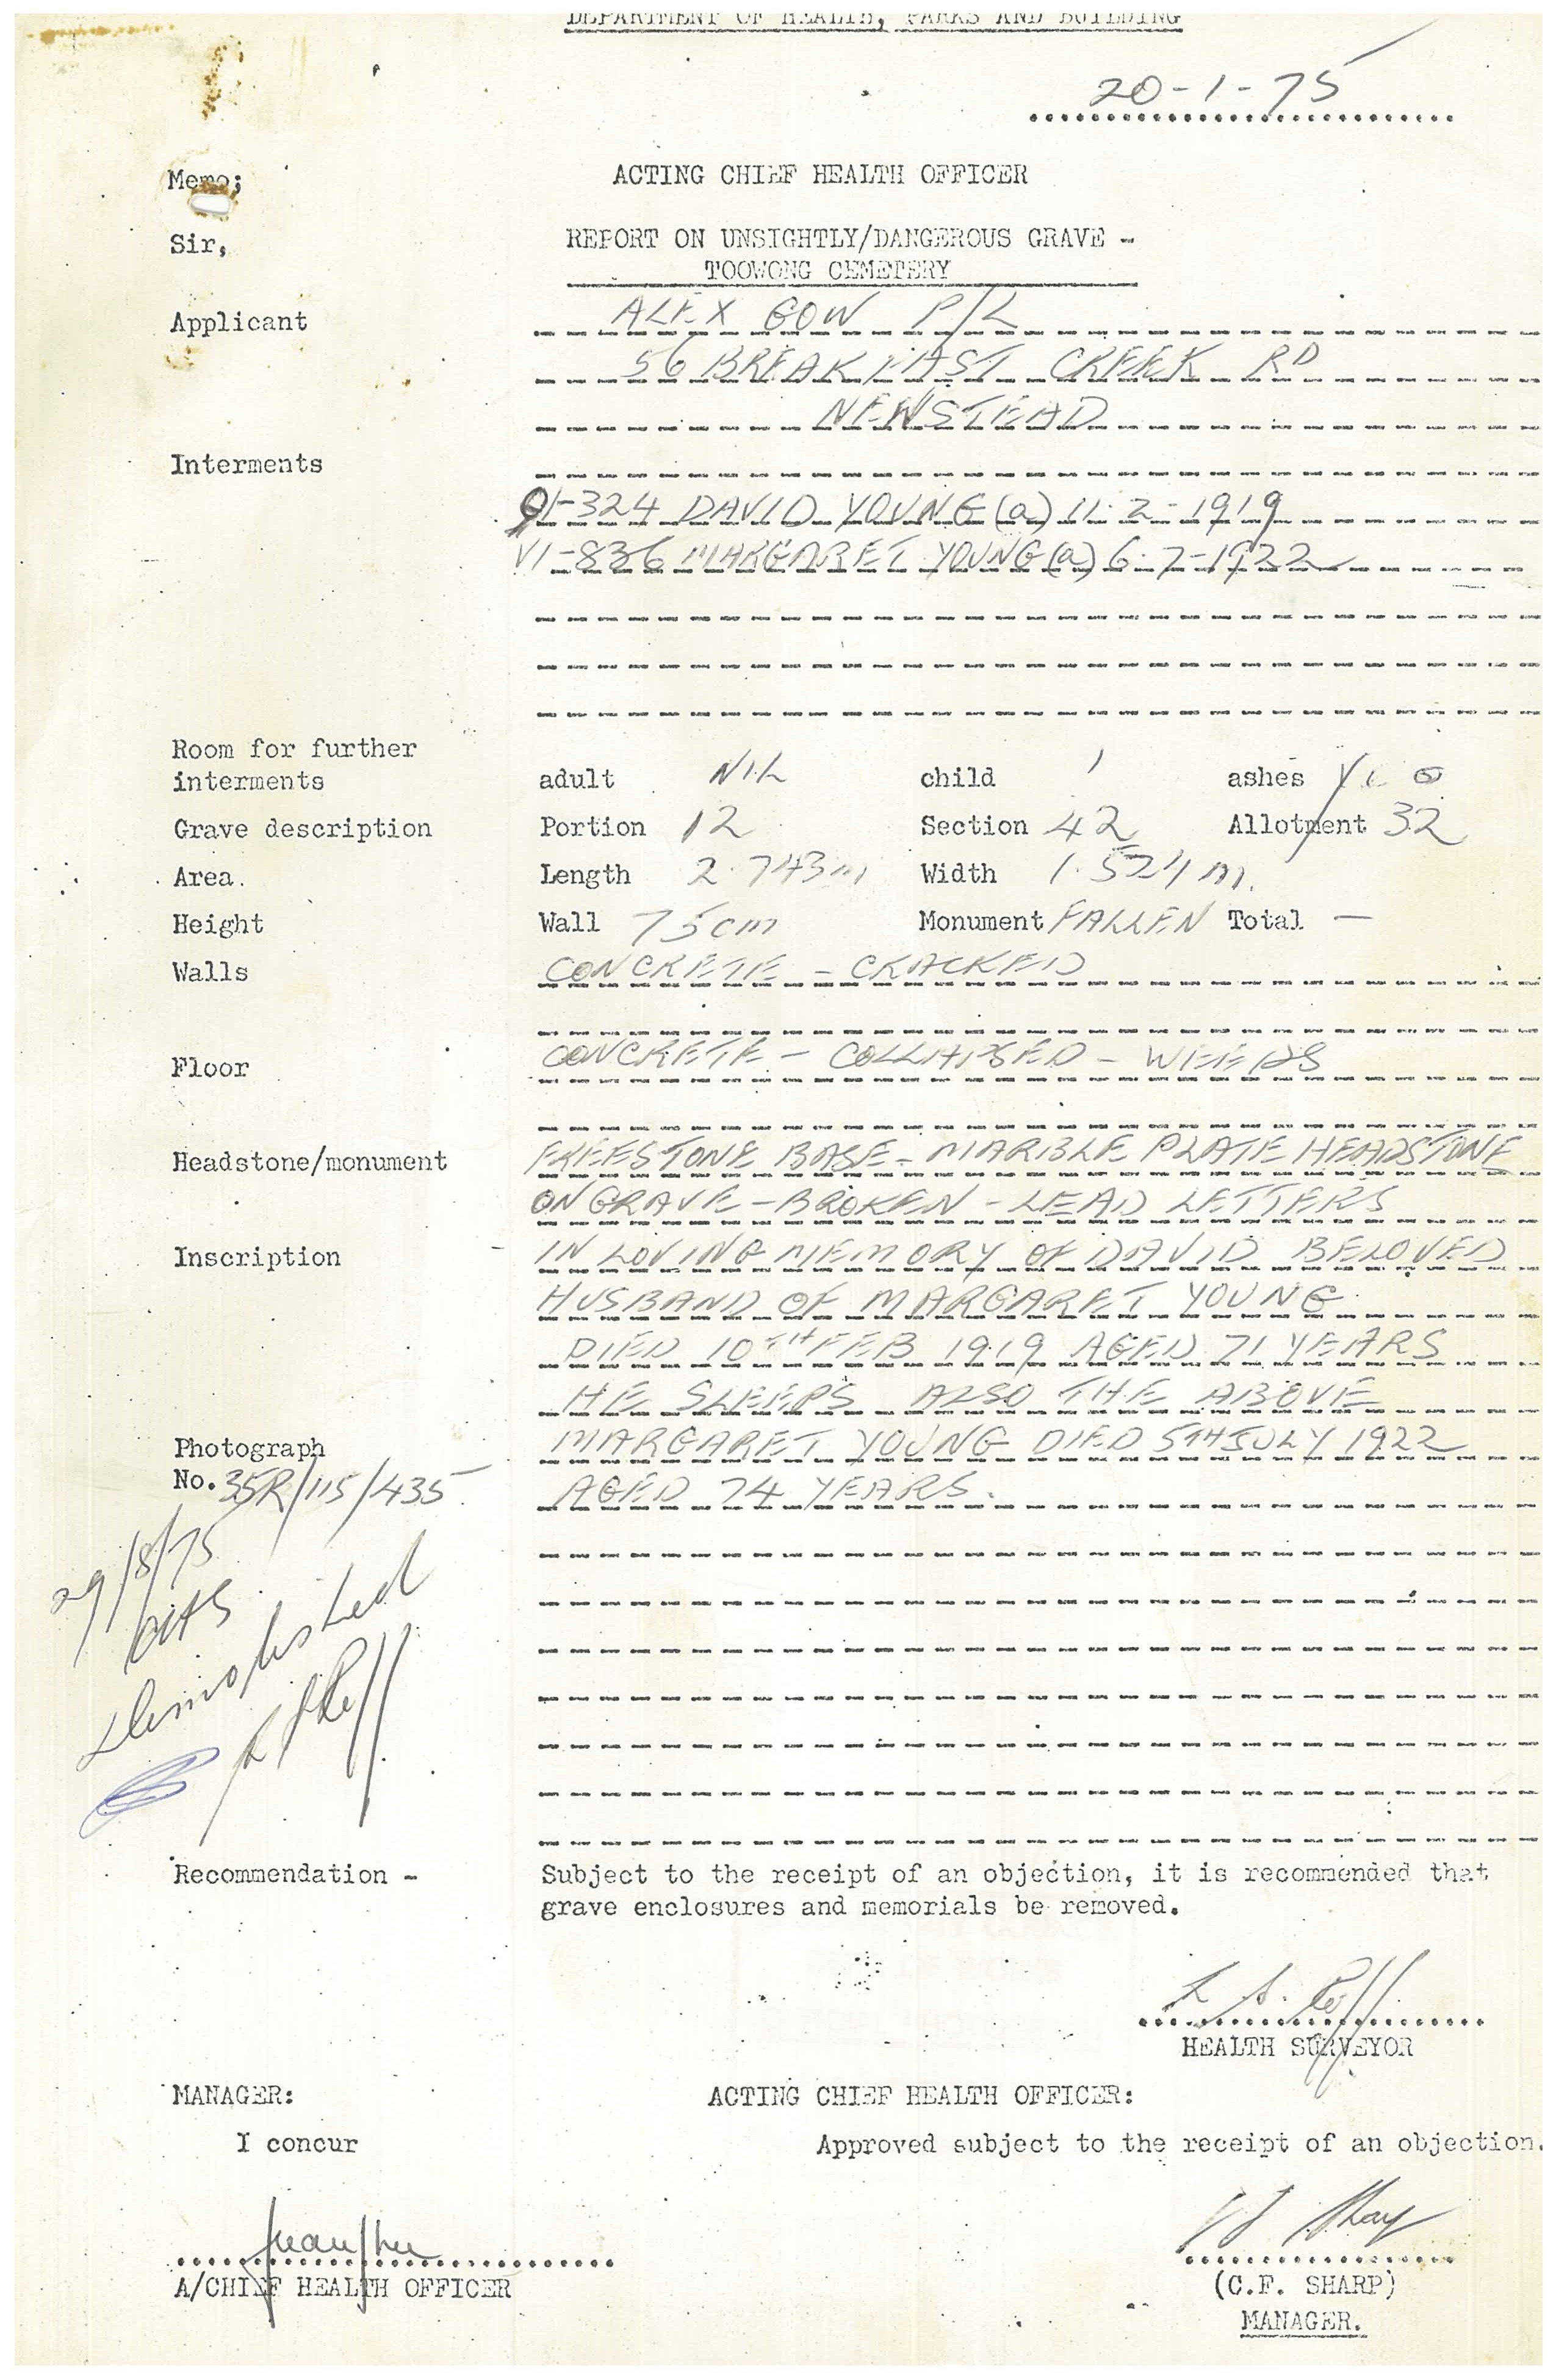 DEPARTMENT OF HEALTH, PARKS AND BUILDING
20-1-75
Memo; ACTING CHIEF HEALTH OFFICER
Sir, REPORT ON UNSIGHTLY/DANGEROUS GRAVE -
TOOWONG CEMETERY
Applicant ALEX GOW P/L
56 BREAKFAST CREEK RD
NEWSTEAD
Interments
91-324 DAVID YOUNG (a) 11-2-1919
VI-836 MARGARET YOUNG (a) 6-7-1922
Room for further
interments adult NIL child 1 ashes Yes
Grave description Portion 12 Section 42 Allotment 32
Area. Length 2.743m Width 1.524m.
Height Wall 75cm Monument FALLEN Total —
Walls CONCRETE - CRACKED
Floor CONCRETE - COLLAPSED - WEEDS
Headstone/monument FREESTONE BASE - MARBLE PLATE HEADSTONE
ON GRAVE - BROKEN - LEAD LETTERS
Inscription IN LOVING MEMORY OF DAVID BELOVED
HUSBAND OF MARGARET YOUNG
DIED 10TH FEB 1919 AGED 71 YEARS
HE SLEEPS ALSO THE ABOVE
Photograph MARGARET YOUNG DIED 5TH JULY 1922
No. 35R/115/435 AGED 74 YEARS.
29/8/75
demolished
Recommendation - Subject to the receipt of an objection, it is recommended that
grave enclosures and memorials be removed.
HEALTH SURVEYOR
MANAGER: ACTING CHIEF HEALTH OFFICER:
I concur Approved subject to the receipt of an objection.
A/CHIEF HEALTH OFFICER (C.F. SHARP)
MANAGER.